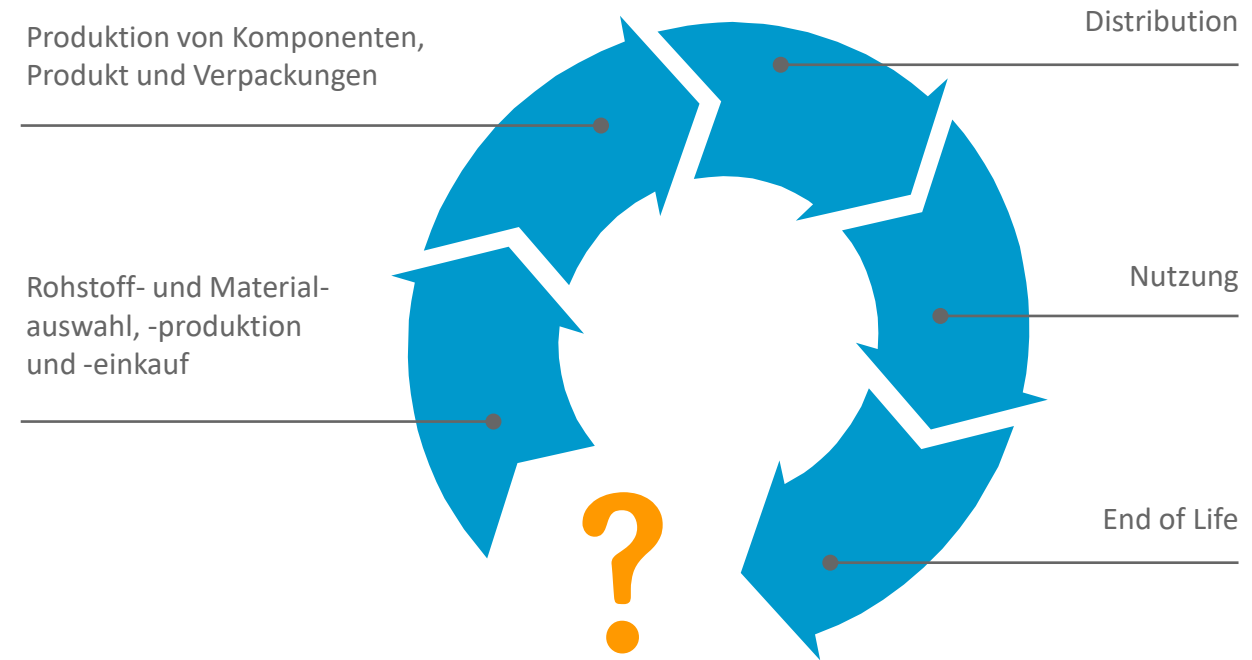 Produktion von Komponenten,
Produkt und Verpackungen
Distribution
Rohstoff- und Material-
auswahl, -produktion
und -einkauf
Nutzung
End of Life
?